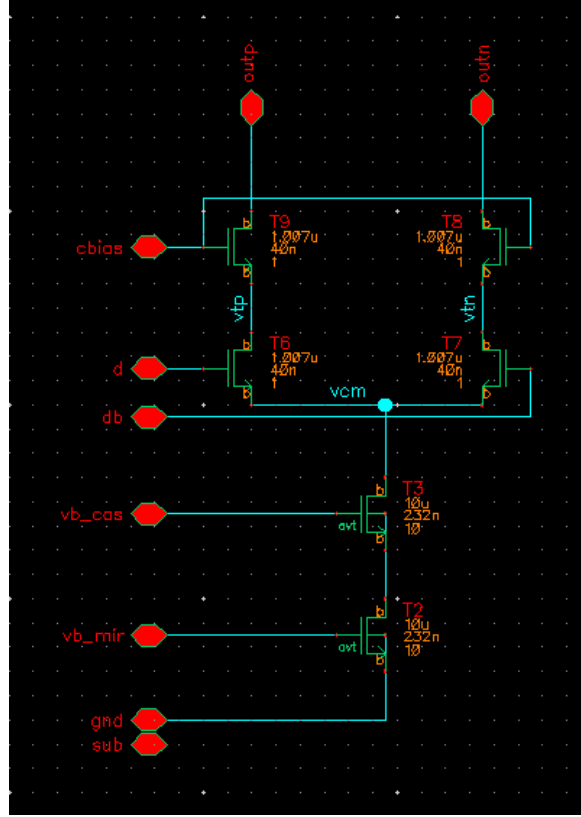 outp
outn
T9
1.007u
40n
1
b
b
T8
1.007u
40n
1
b
b
cbias
vtp
vtn
T6
1.007u
40n
1
b
b
T7
1.007u
40n
1
b
b
d
vcm
db
T3
10u
232n
10
b
b
avt
vb_cas
T2
10u
232n
10
b
b
avt
vb_mir
gnd
sub